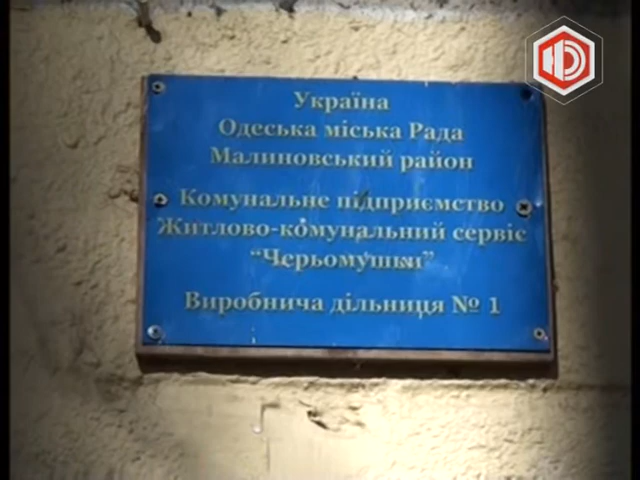 Україна
Одеська міська Рада
Малиновський район
Комунальне підприємство
Житлово-комунальний сервіс
“Черьомушки”
Виробнича дільниця № 1